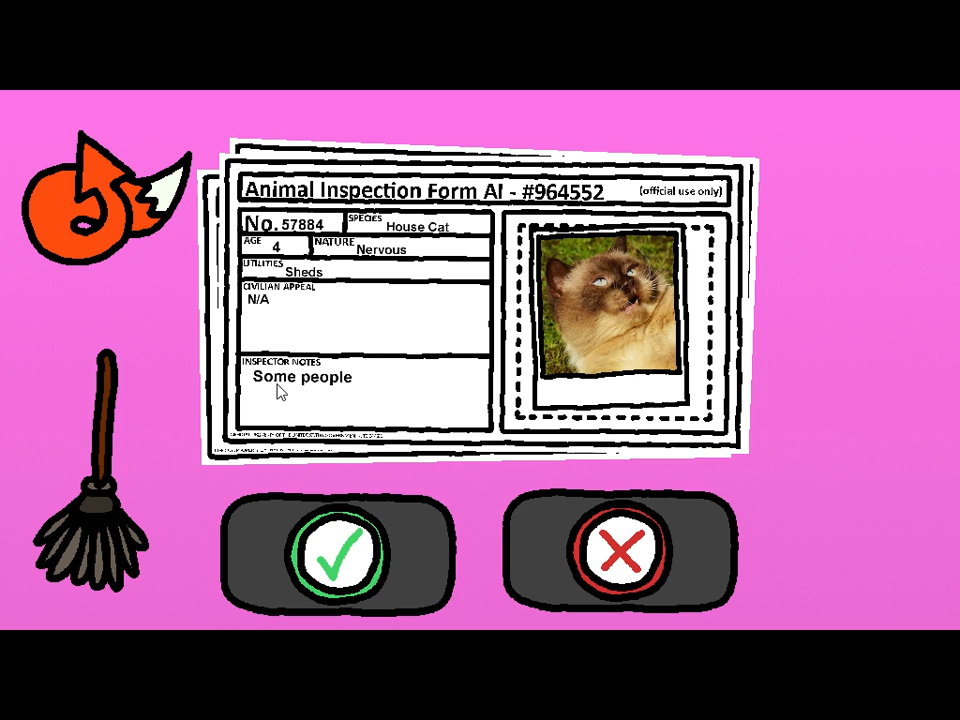 Animal Inspection Form AI - #964552 (official use only)
No. 57884 SPECIES House Cat
AGE 4 NATURE Nervous
UTILITIES Sheds
CIVILIAN APPEAL
N/A
INSPECTOR NOTES
Some people